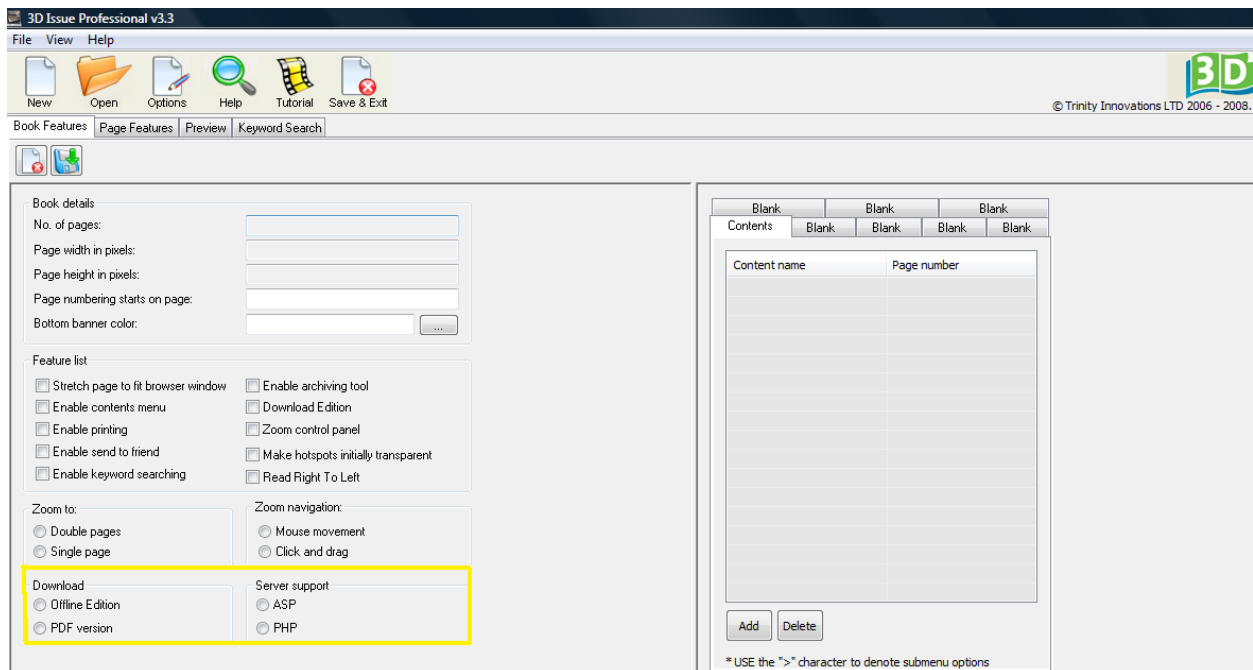 3D Issue Professional v3.3
File View Help
New Open Options Help Tutorial Save & Exit
3D
© Trinity Innovations LTD 2006 - 2008.
Book Features Page Features Preview Keyword Search
Book details
No. of pages:
Page width in pixels:
Page height in pixels:
Page numbering starts on page:
Bottom banner color:
...
Feature list
Stretch page to fit browser window
Enable contents menu
Enable printing
Enable send to friend
Enable keyword searching
Enable archiving tool
Download Edition
Zoom control panel
Make hotspots initially transparent
Read Right To Left
Zoom to:
Double pages
Single page
Zoom navigation:
Mouse movement
Click and drag
Download
Offline Edition
PDF version
Server support
ASP
PHP
Blank Blank Blank
Contents Blank Blank Blank Blank
Content name Page number
Add Delete
* USE the ">" character to denote submenu options